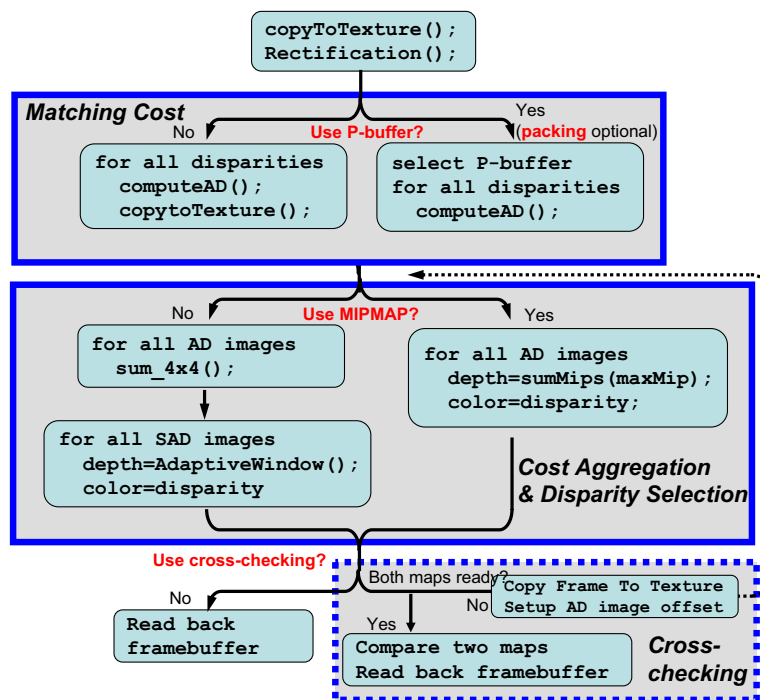 copyToTexture();
Rectification();
Matching Cost
No
Use P-buffer?
Yes
(packing optional)
for all disparities
computeAD();
copytoTexture();
select P-buffer
for all disparities
computeAD();
No
Use MIPMAP?
Yes
for all AD images
sum_4x4();
for all AD images
depth=sumMips(maxMip);
color=disparity;
for all SAD images
depth=AdaptiveWindow();
color=disparity
Cost Aggregation
& Disparity Selection
Use cross-checking?
No
Both maps ready?
No
Copy Frame To Texture
Setup AD image offset
Read back
framebuffer
Yes
Compare two maps
Read back framebuffer
Cross-
checking